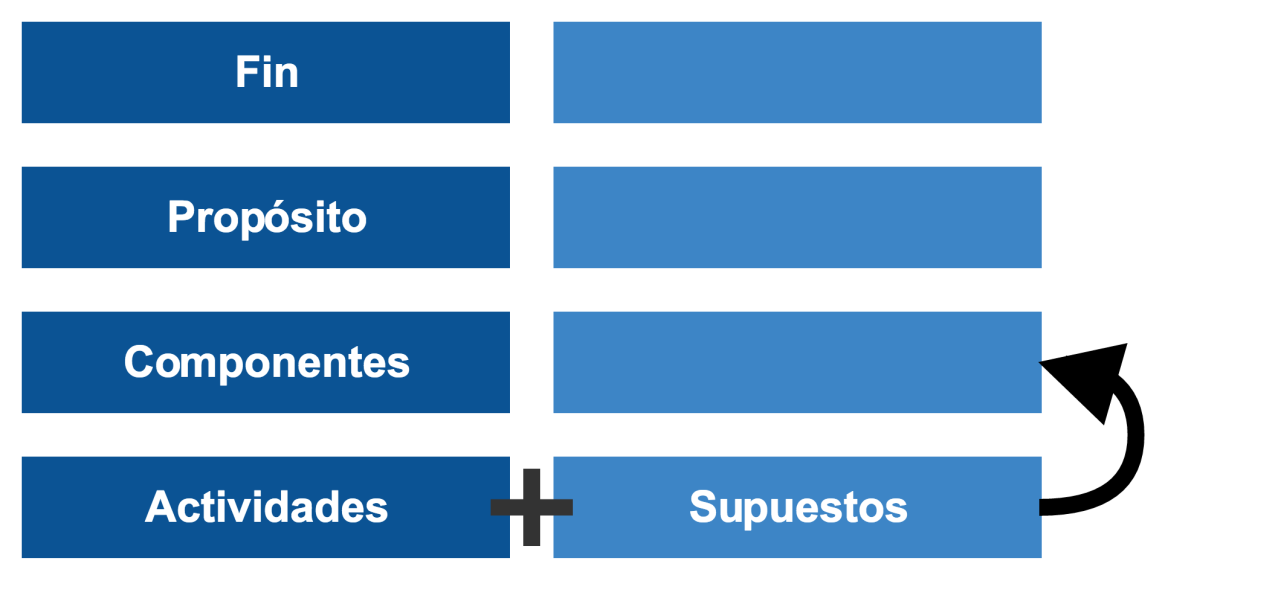 Fin
Propósito
Componentes
Actividades + Supuestos